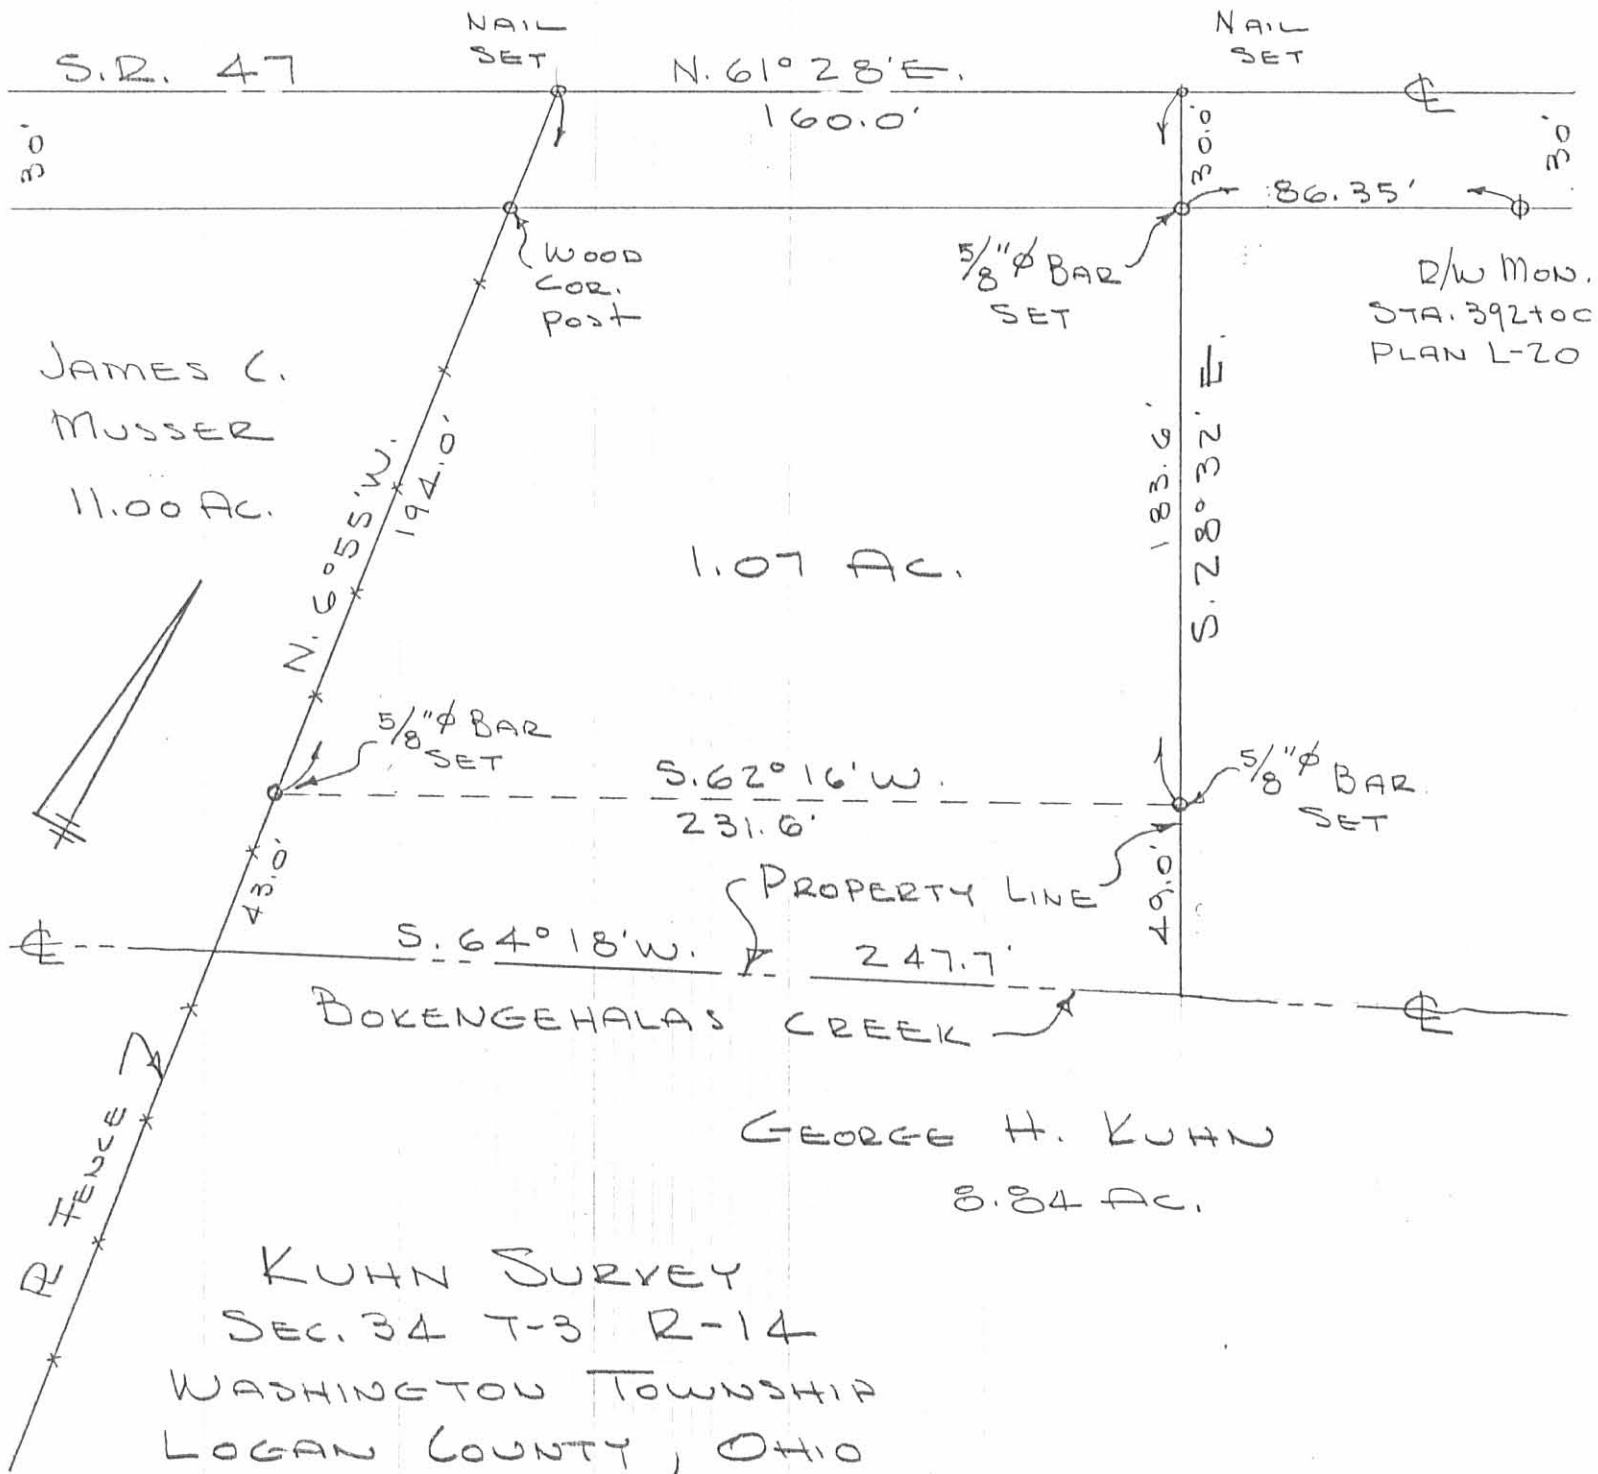 NAIL
SET
NAIL
SET
S.R. 47
N. 61° 28' E.
℄
160.0'
30'
30.0'
30'
86.35'
WOOD
COR.
POST
5/8"ϕ BAR
SET
R/W MON.
STA. 392+00
PLAN L-20
JAMES C.
MUSSER
11.00 AC.
N. 6° 55' W.
194.0'
183.6'
S. 28° 32' E.
1.07 AC.
5/8"ϕ BAR
SET
S. 62° 16' W.
231.6'
5/8"ϕ BAR
SET
43.0'
PROPERTY LINE
49.0'
℄
S. 64° 18' W.
247.7'
BOKENGEHALAS CREEK
℄
FENCE
GEORGE H. KUHN
8.84 AC.
KUHN SURVEY
SEC. 34 T-3 R-14
WASHINGTON TOWNSHIP
LOGAN COUNTY, OHIO